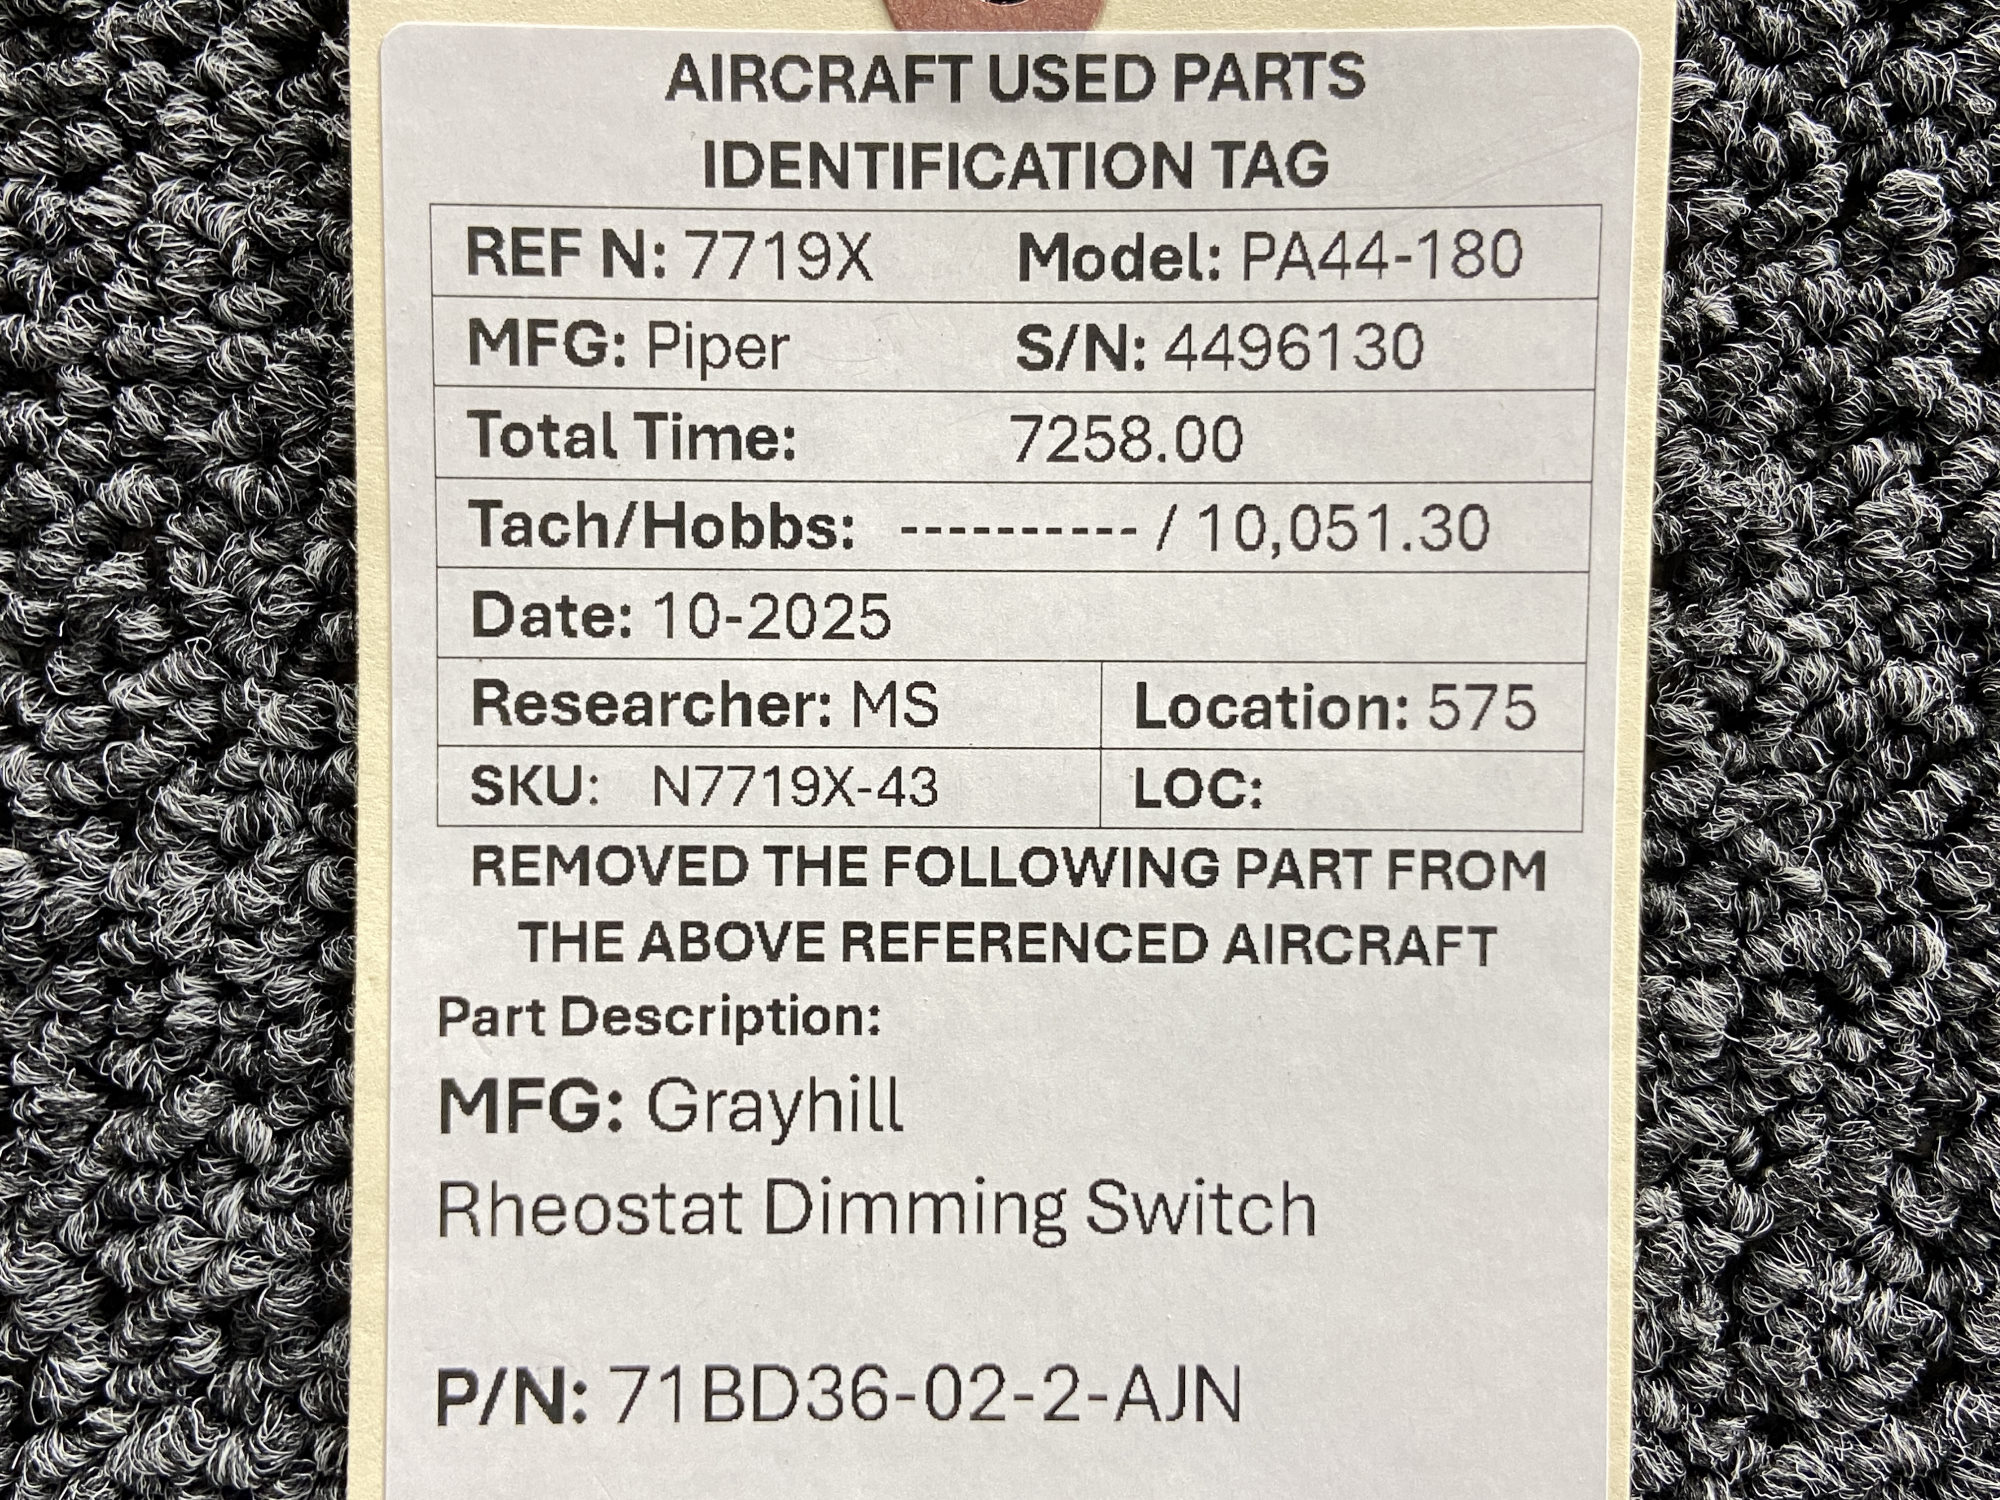 AIRCRAFT USED PARTS
IDENTIFICATION TAG
REF N: 7719X Model: PA44-180
MFG: Piper S/N: 4496130
Total Time: 7258.00
Tach/Hobbs: ---------- / 10,051.30
Date: 10-2025
Researcher: MS Location: 575
SKU: N7719X-43 LOC:
REMOVED THE FOLLOWING PART FROM
THE ABOVE REFERENCED AIRCRAFT
Part Description:
MFG: Grayhill
Rheostat Dimming Switch
P/N: 71BD36-02-2-AJN